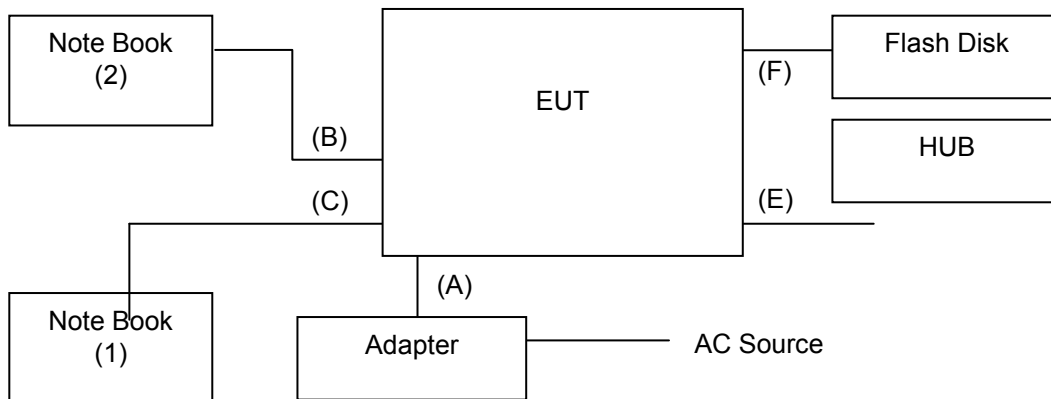 Note Book
(2)
EUT
Flash Disk
(F)
HUB
(B)
(C)
(E)
(A)
Note Book
(1)
Adapter
AC Source